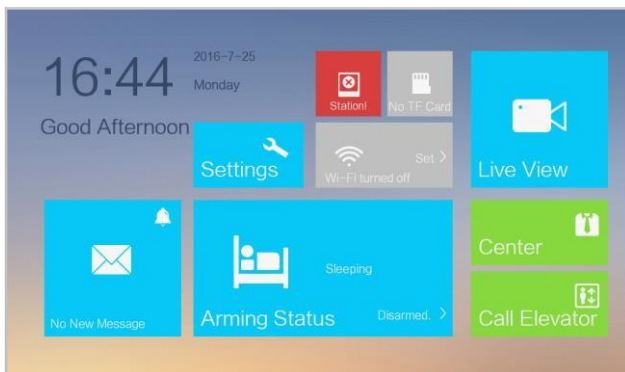 16:44
2016-7-25
Monday
Good Afternoon
Station!
No TF Card
Settings
Set >
Wi-Fi turned off
Live View
No New Message
Sleeping
Arming Status
Disarmed. >
Center
Call Elevator